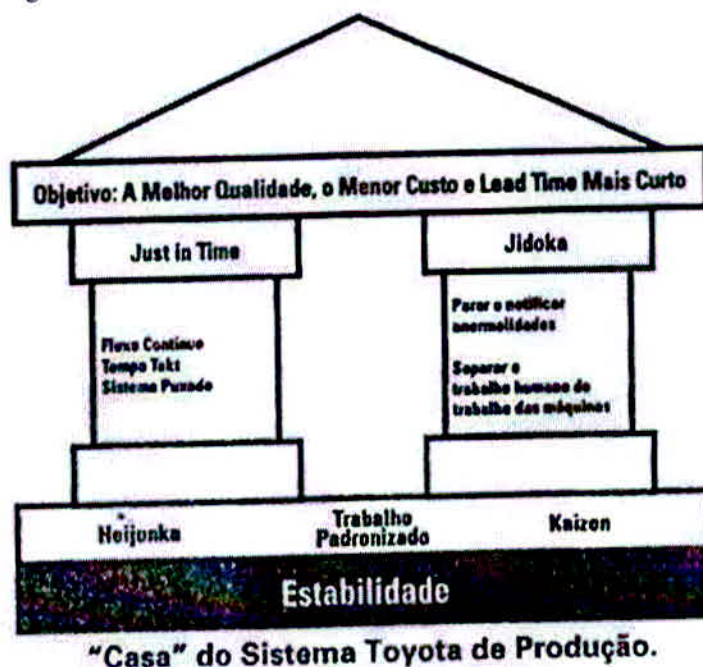 Objetivo: A Melhor Qualidade, o Menor Custo e Lead Time Mais Curto
Just in Time
Jidoka
Fluxo Contínuo
Tempo Takt
Sistema Puxado
Parar e notificar
anormalidades
Separar o
trabalho humano do
trabalho das máquinas
Heijunka
Trabalho
Padronizado
Kaizen
Estabilidade
"Casa" do Sistema Toyota de Produção.